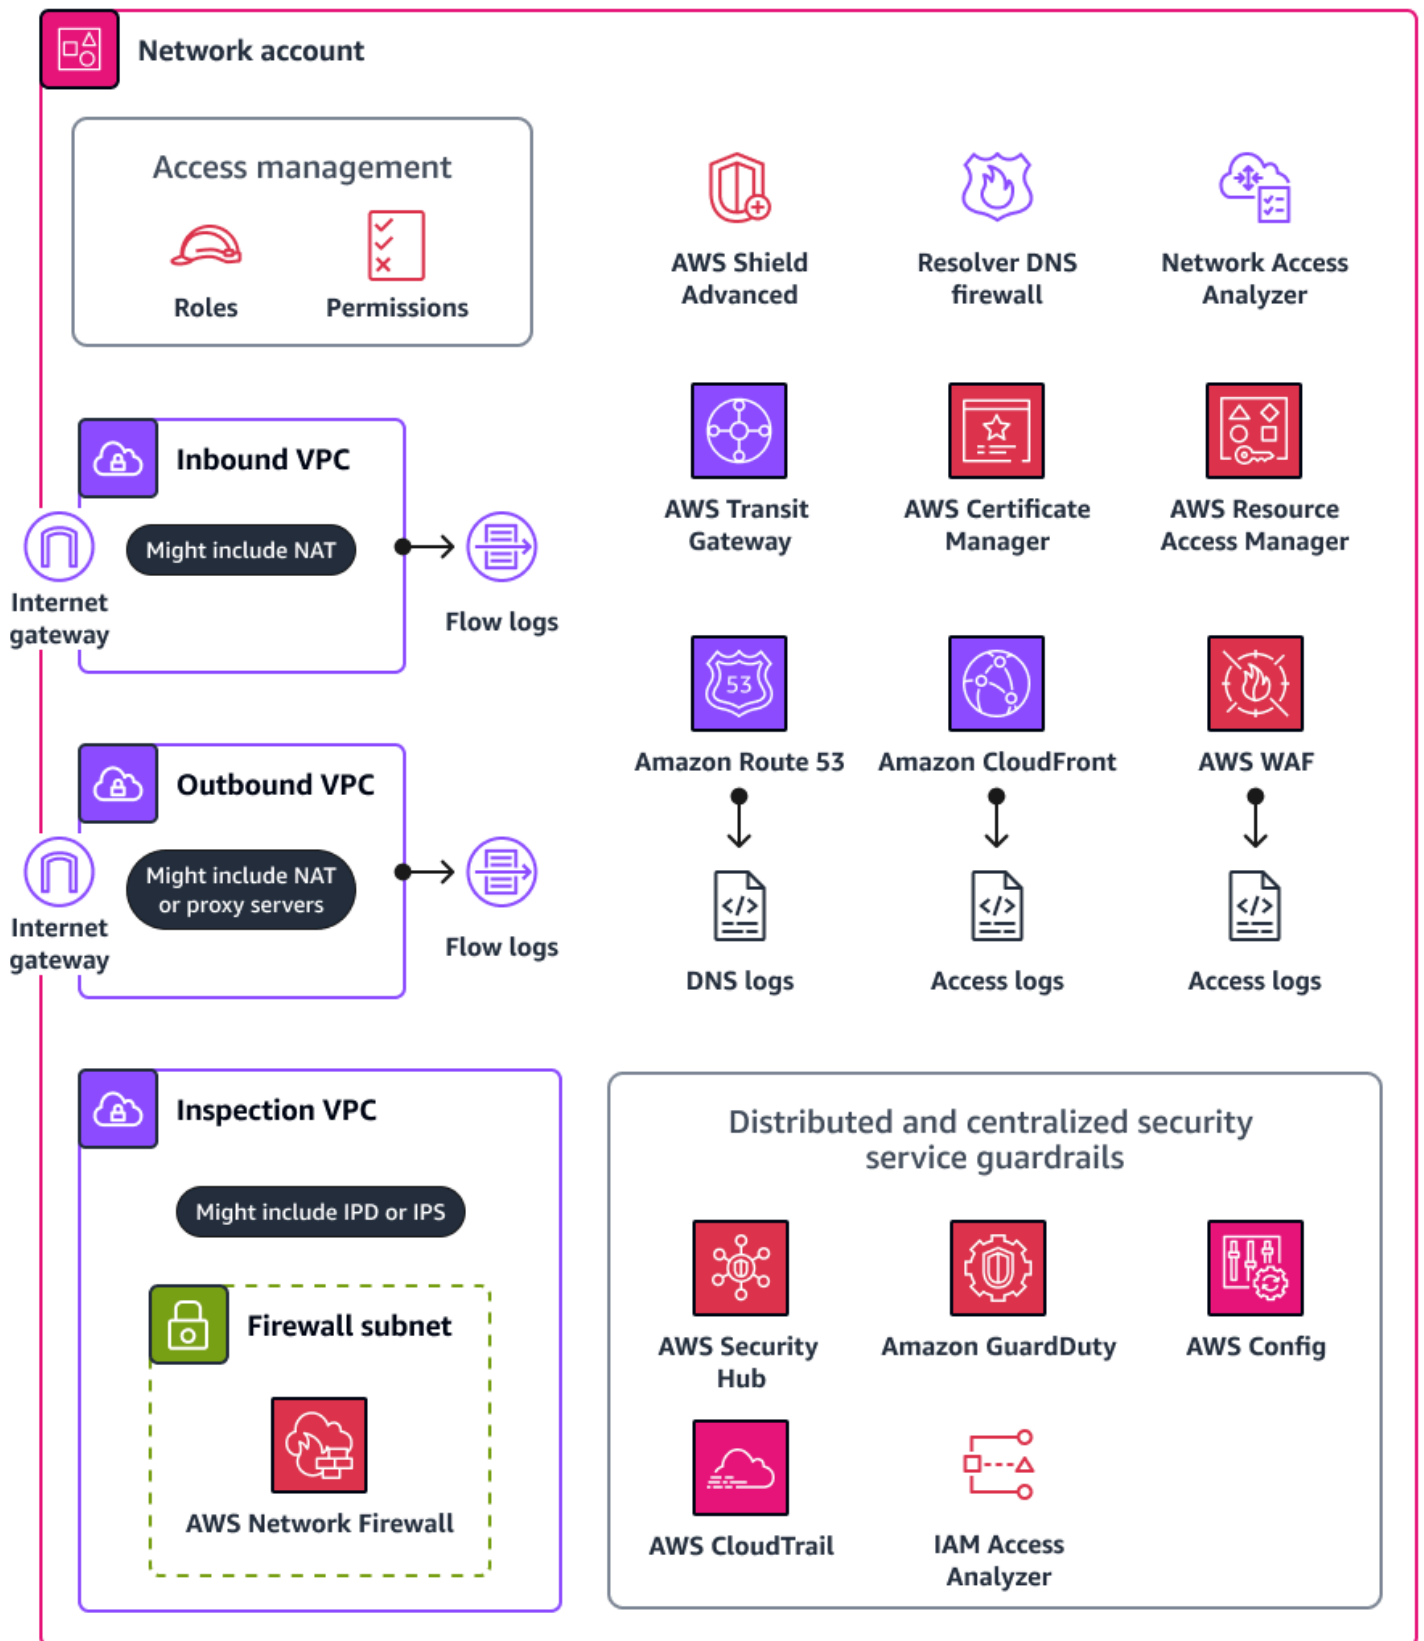 Network account
Access management
Roles
Permissions
AWS Shield
Advanced
Resolver DNS
firewall
Network Access
Analyzer
Inbound VPC
Might include NAT
Internet
gateway
Flow logs
AWS Transit
Gateway
AWS Certificate
Manager
AWS Resource
Access Manager
53
Amazon Route 53
Amazon CloudFront
AWS WAF
Outbound VPC
Might include NAT
or proxy servers
Internet
gateway
Flow logs
</>
DNS logs
</>
Access logs
</>
Access logs
Inspection VPC
Might include IPD or IPS
Firewall subnet
AWS Network Firewall
Distributed and centralized security
service guardrails
AWS Security
Hub
Amazon GuardDuty
AWS Config
AWS CloudTrail
IAM Access
Analyzer